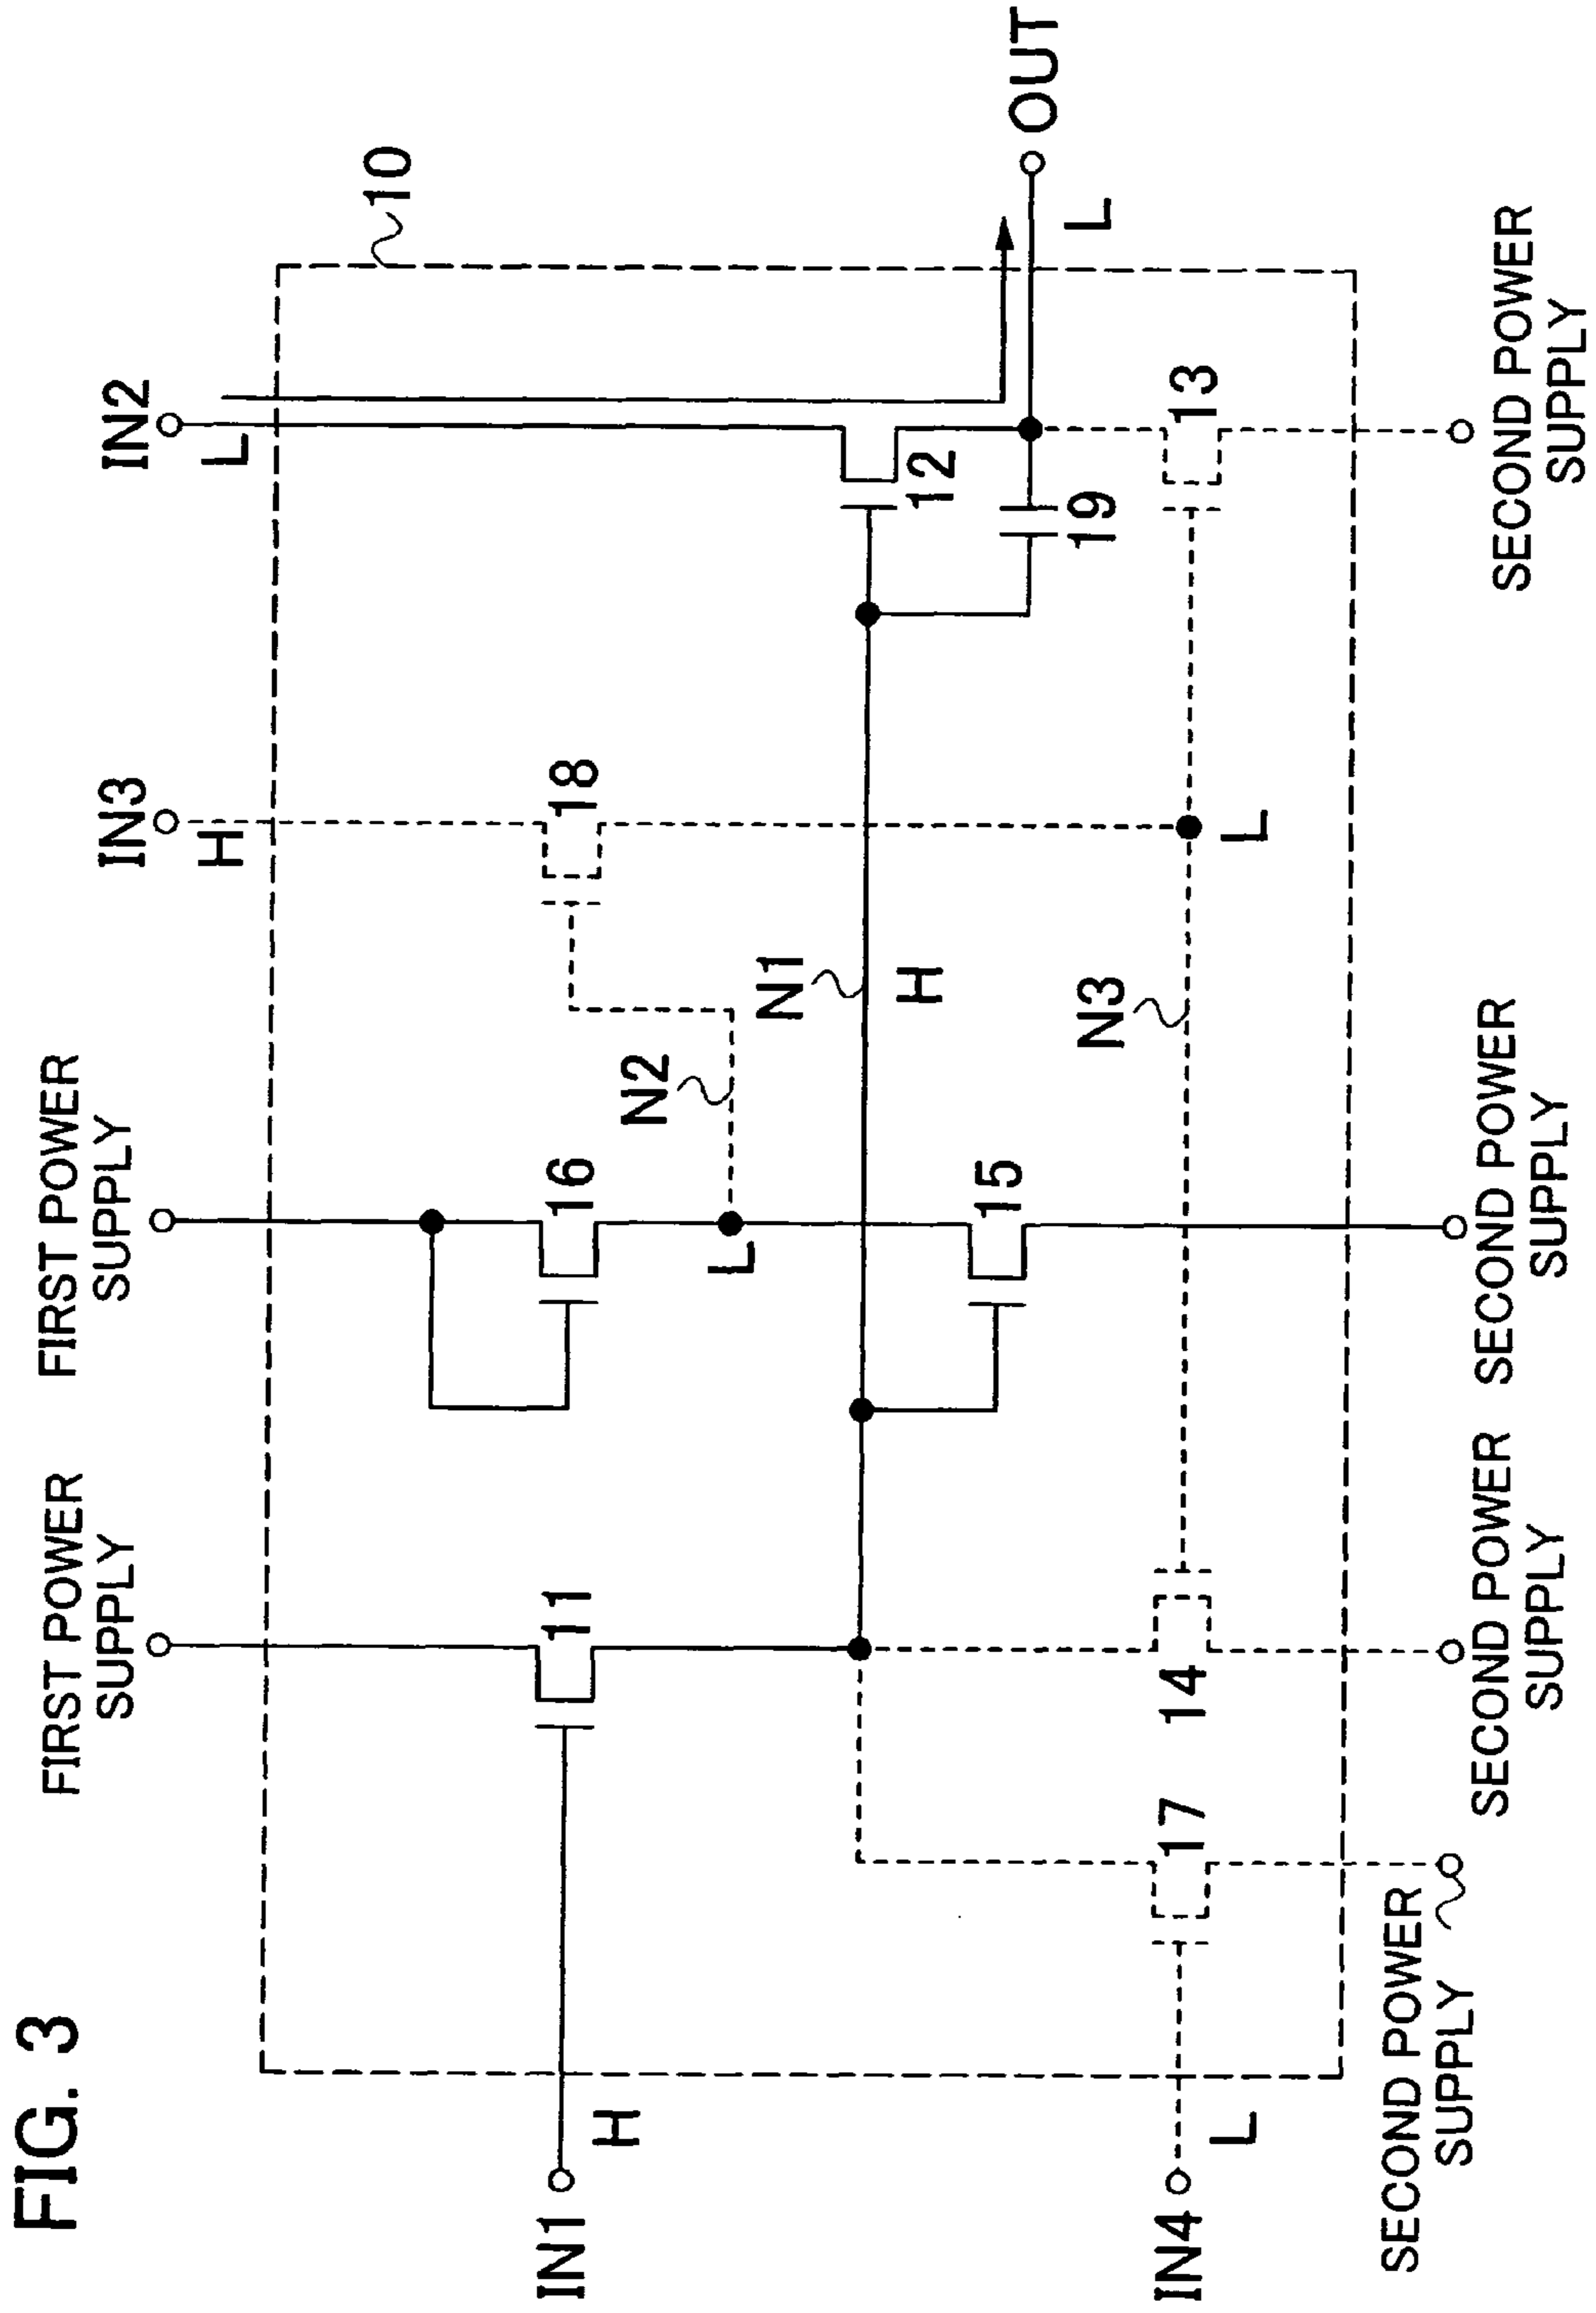 FIG. 3
FIRST POWER
SUPPLY
FIRST POWER
SUPPLY
IN3
H
IN2
L
10
11
16
18
N2
L
N1
H
12
19
OUT
L
IN1
H
15
N3
L
13
IN4
L
17
14
SECOND POWER
SUPPLY
SECOND POWER
SUPPLY
SECOND POWER
SUPPLY
SECOND POWER
SUPPLY